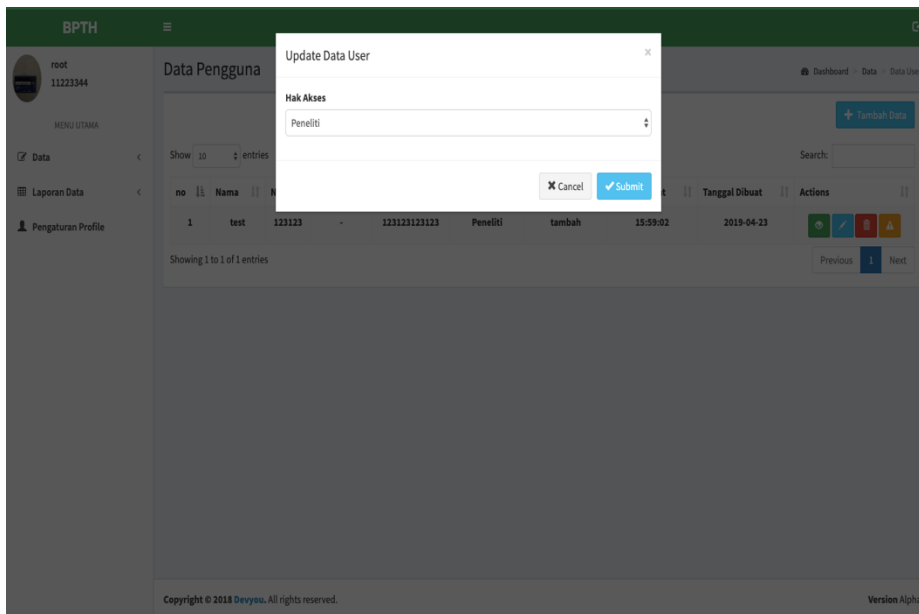 BPTH
root
11223344
MENU UTAMA
Data
Laporan Data
Pengaturan Profile
Data Pengguna
Dashboard > Data > Data Use
Tambah Data
Show 10 entries
Search:
no Nama N t Tanggal Dibuat Actions
1 test 123123 - 123123123123 Peneliti tambah 15:59:02 2019-04-23
Showing 1 to 1 of 1 entries
Previous 1 Next
Update Data User
×
Hak Akses
Peneliti
Cancel Submit
Copyright © 2018 Devyou. All rights reserved.
Version Alpha